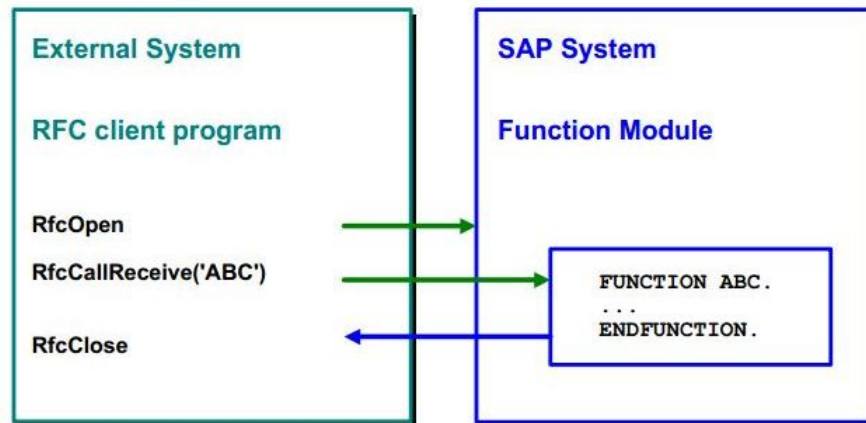 External System
RFC client program
RfcOpen
RfcCallReceive('ABC')
RfcClose
SAP System
Function Module
FUNCTION ABC.
...
ENDFUNCTION.